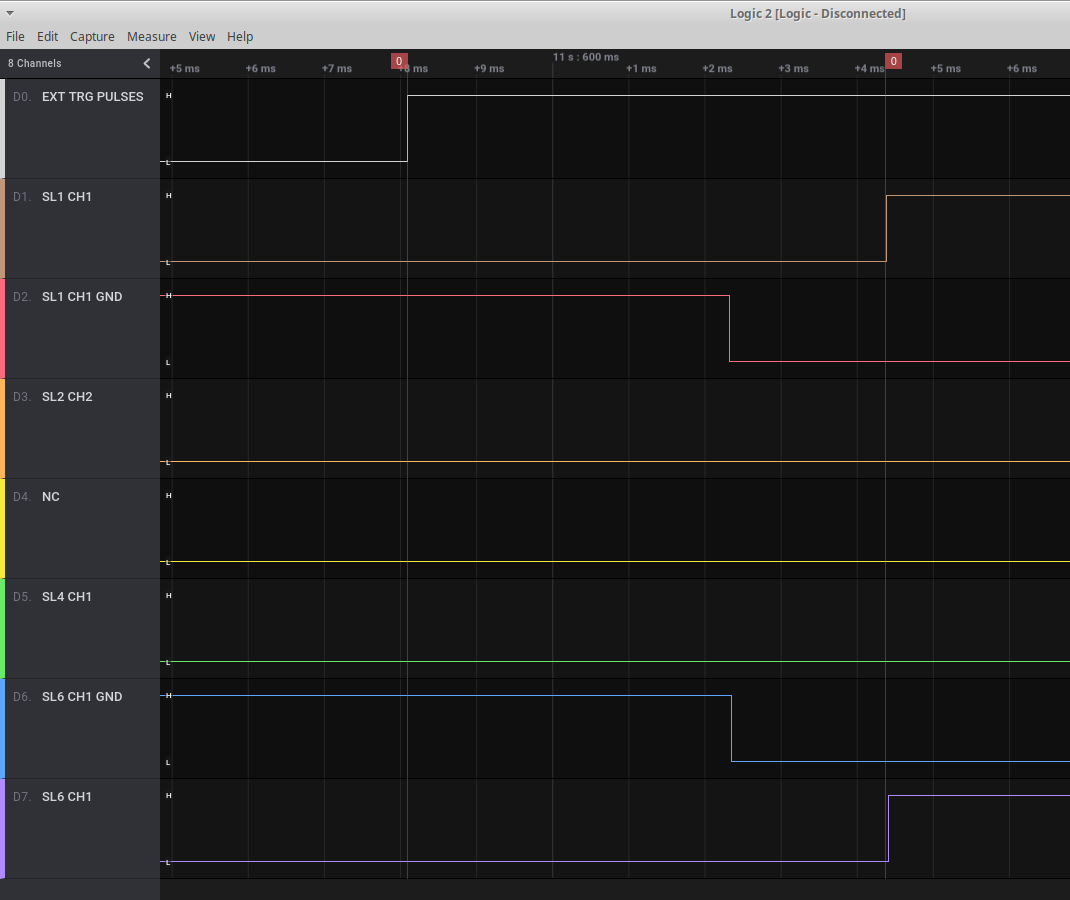 Logic 2 [Logic - Disconnected]
File Edit Capture Measure View Help
8 Channels
11 s : 600 ms
0 0
+5 ms +6 ms +7 ms +8 ms +9 ms +1 ms +2 ms +3 ms +4 ms +5 ms +6 ms
D0. EXT TRG PULSES
H
L
D1. SL1 CH1
H
L
D2. SL1 CH1 GND
H
L
D3. SL2 CH2
H
L
D4. NC
H
L
D5. SL4 CH1
H
L
D6. SL6 CH1 GND
H
L
D7. SL6 CH1
H
L